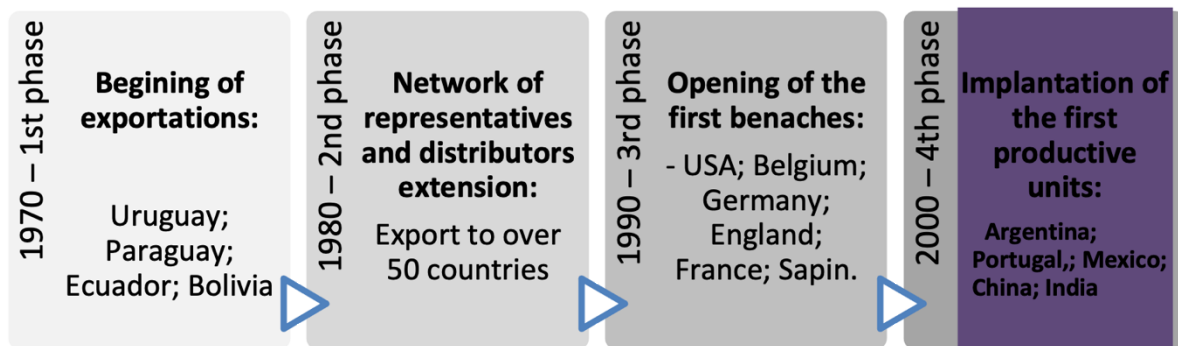 1970 – 1st phase
Begining of
exportations:
Uruguay;
Paraguay;
Ecuador; Bolivia
1980 – 2nd phase
Network of
representatives
and distributors
extension:
Export to over
50 countries
1990 – 3rd phase
Opening of the
first benaches:
- USA; Belgium;
Germany;
England;
France; Sapin.
2000 – 4th phase
Implantation of
the first
productive
units:
Argentina;
Portugal,; Mexico;
China; India